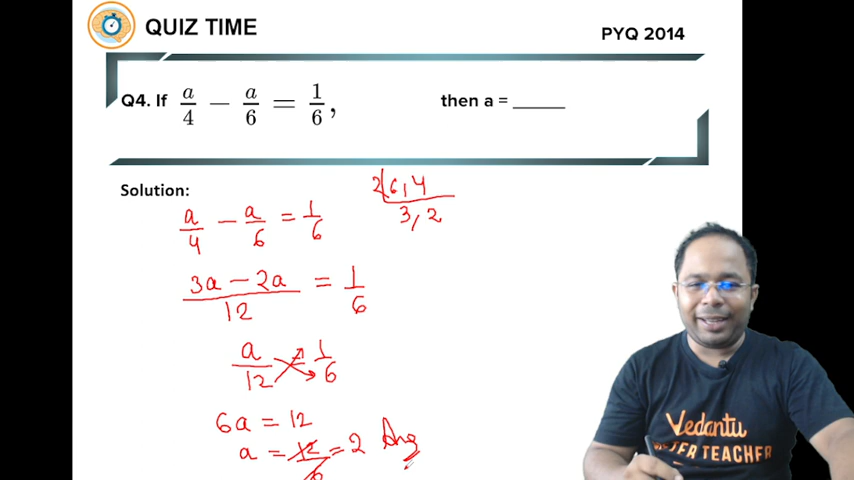 QUIZ TIME
PYQ 2014
Q4. If a/4 − a/6 = 1/6, then a = ______
Solution:
a/4 − a/6 = 1/6
2 6, 4
3, 2
3a − 2a/12 = 1/6
a/12 = 1/6
6a = 12
a = 12/6 = 2 Ans
Vedantu
TER TEACHER